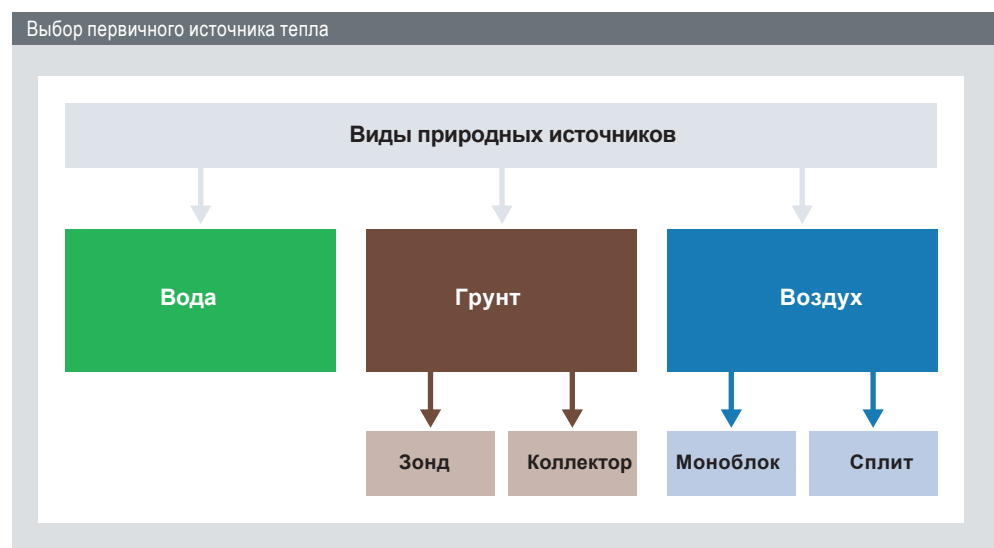 Выбор первичного источника тепла
Виды природных источников
Вода
Грунт
Воздух
Зонд
Коллектор
Моноблок
Сплит